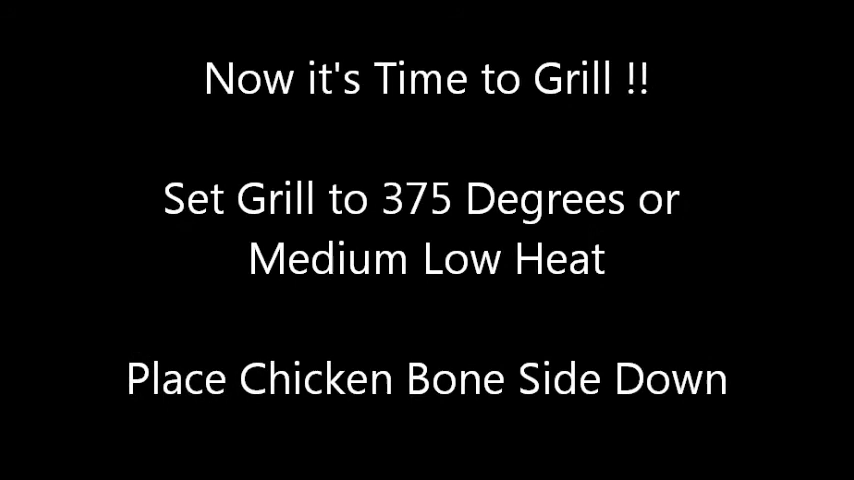 Now it's Time to Grill !!
Set Grill to 375 Degrees or
Medium Low Heat
Place Chicken Bone Side Down